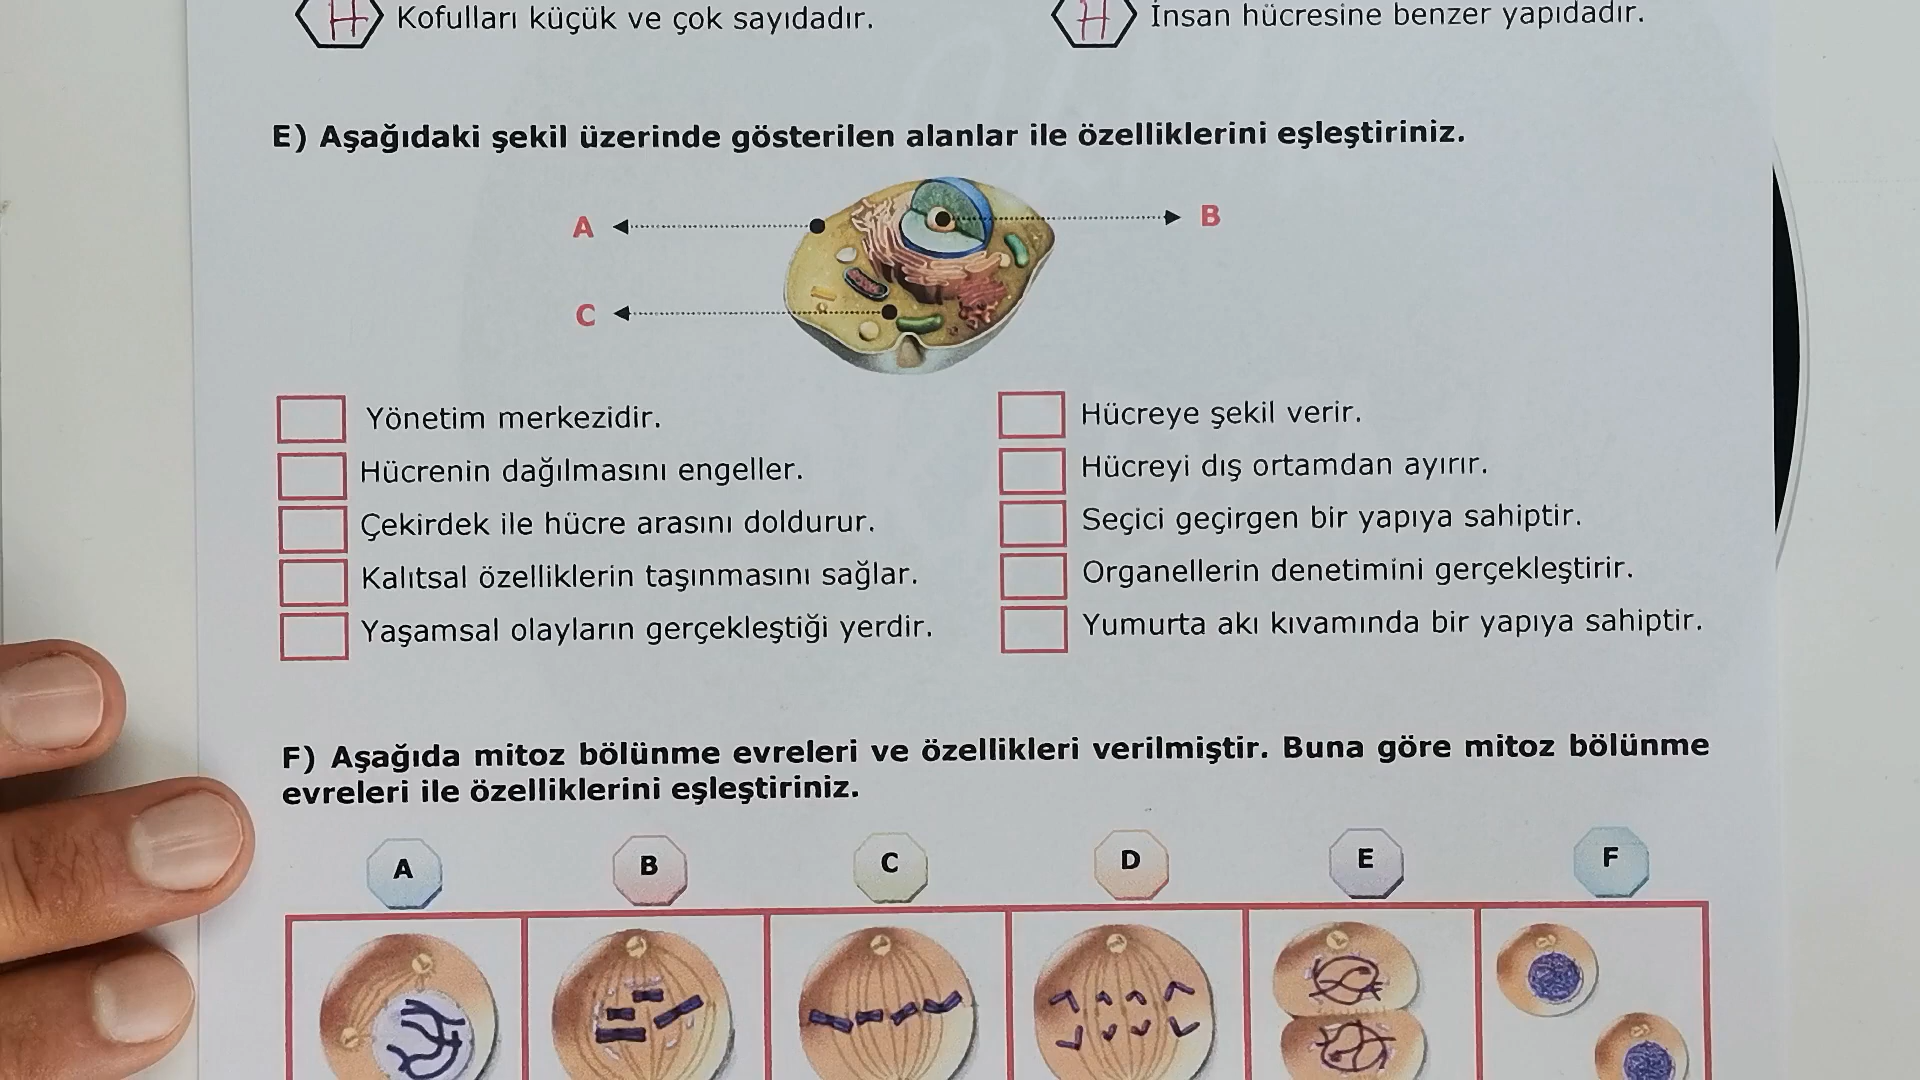 H Kofulları küçük ve çok sayıdadır.
H İnsan hücresine benzer yapıdadır.
E) Aşağıdaki şekil üzerinde gösterilen alanlar ile özelliklerini eşleştiriniz.
A
B
C
Yönetim merkezidir.
Hücrenin dağılmasını engeller.
Çekirdek ile hücre arasını doldurur.
Kalıtsal özelliklerin taşınmasını sağlar.
Yaşamsal olayların gerçekleştiği yerdir.
Hücreye şekil verir.
Hücreyi dış ortamdan ayırır.
Seçici geçirgen bir yapıya sahiptir.
Organellerin denetimini gerçekleştirir.
Yumurta akı kıvamında bir yapıya sahiptir.
F) Aşağıda mitoz bölünme evreleri ve özellikleri verilmiştir. Buna göre mitoz bölünme
evreleri ile özelliklerini eşleştiriniz.
A B C D E F